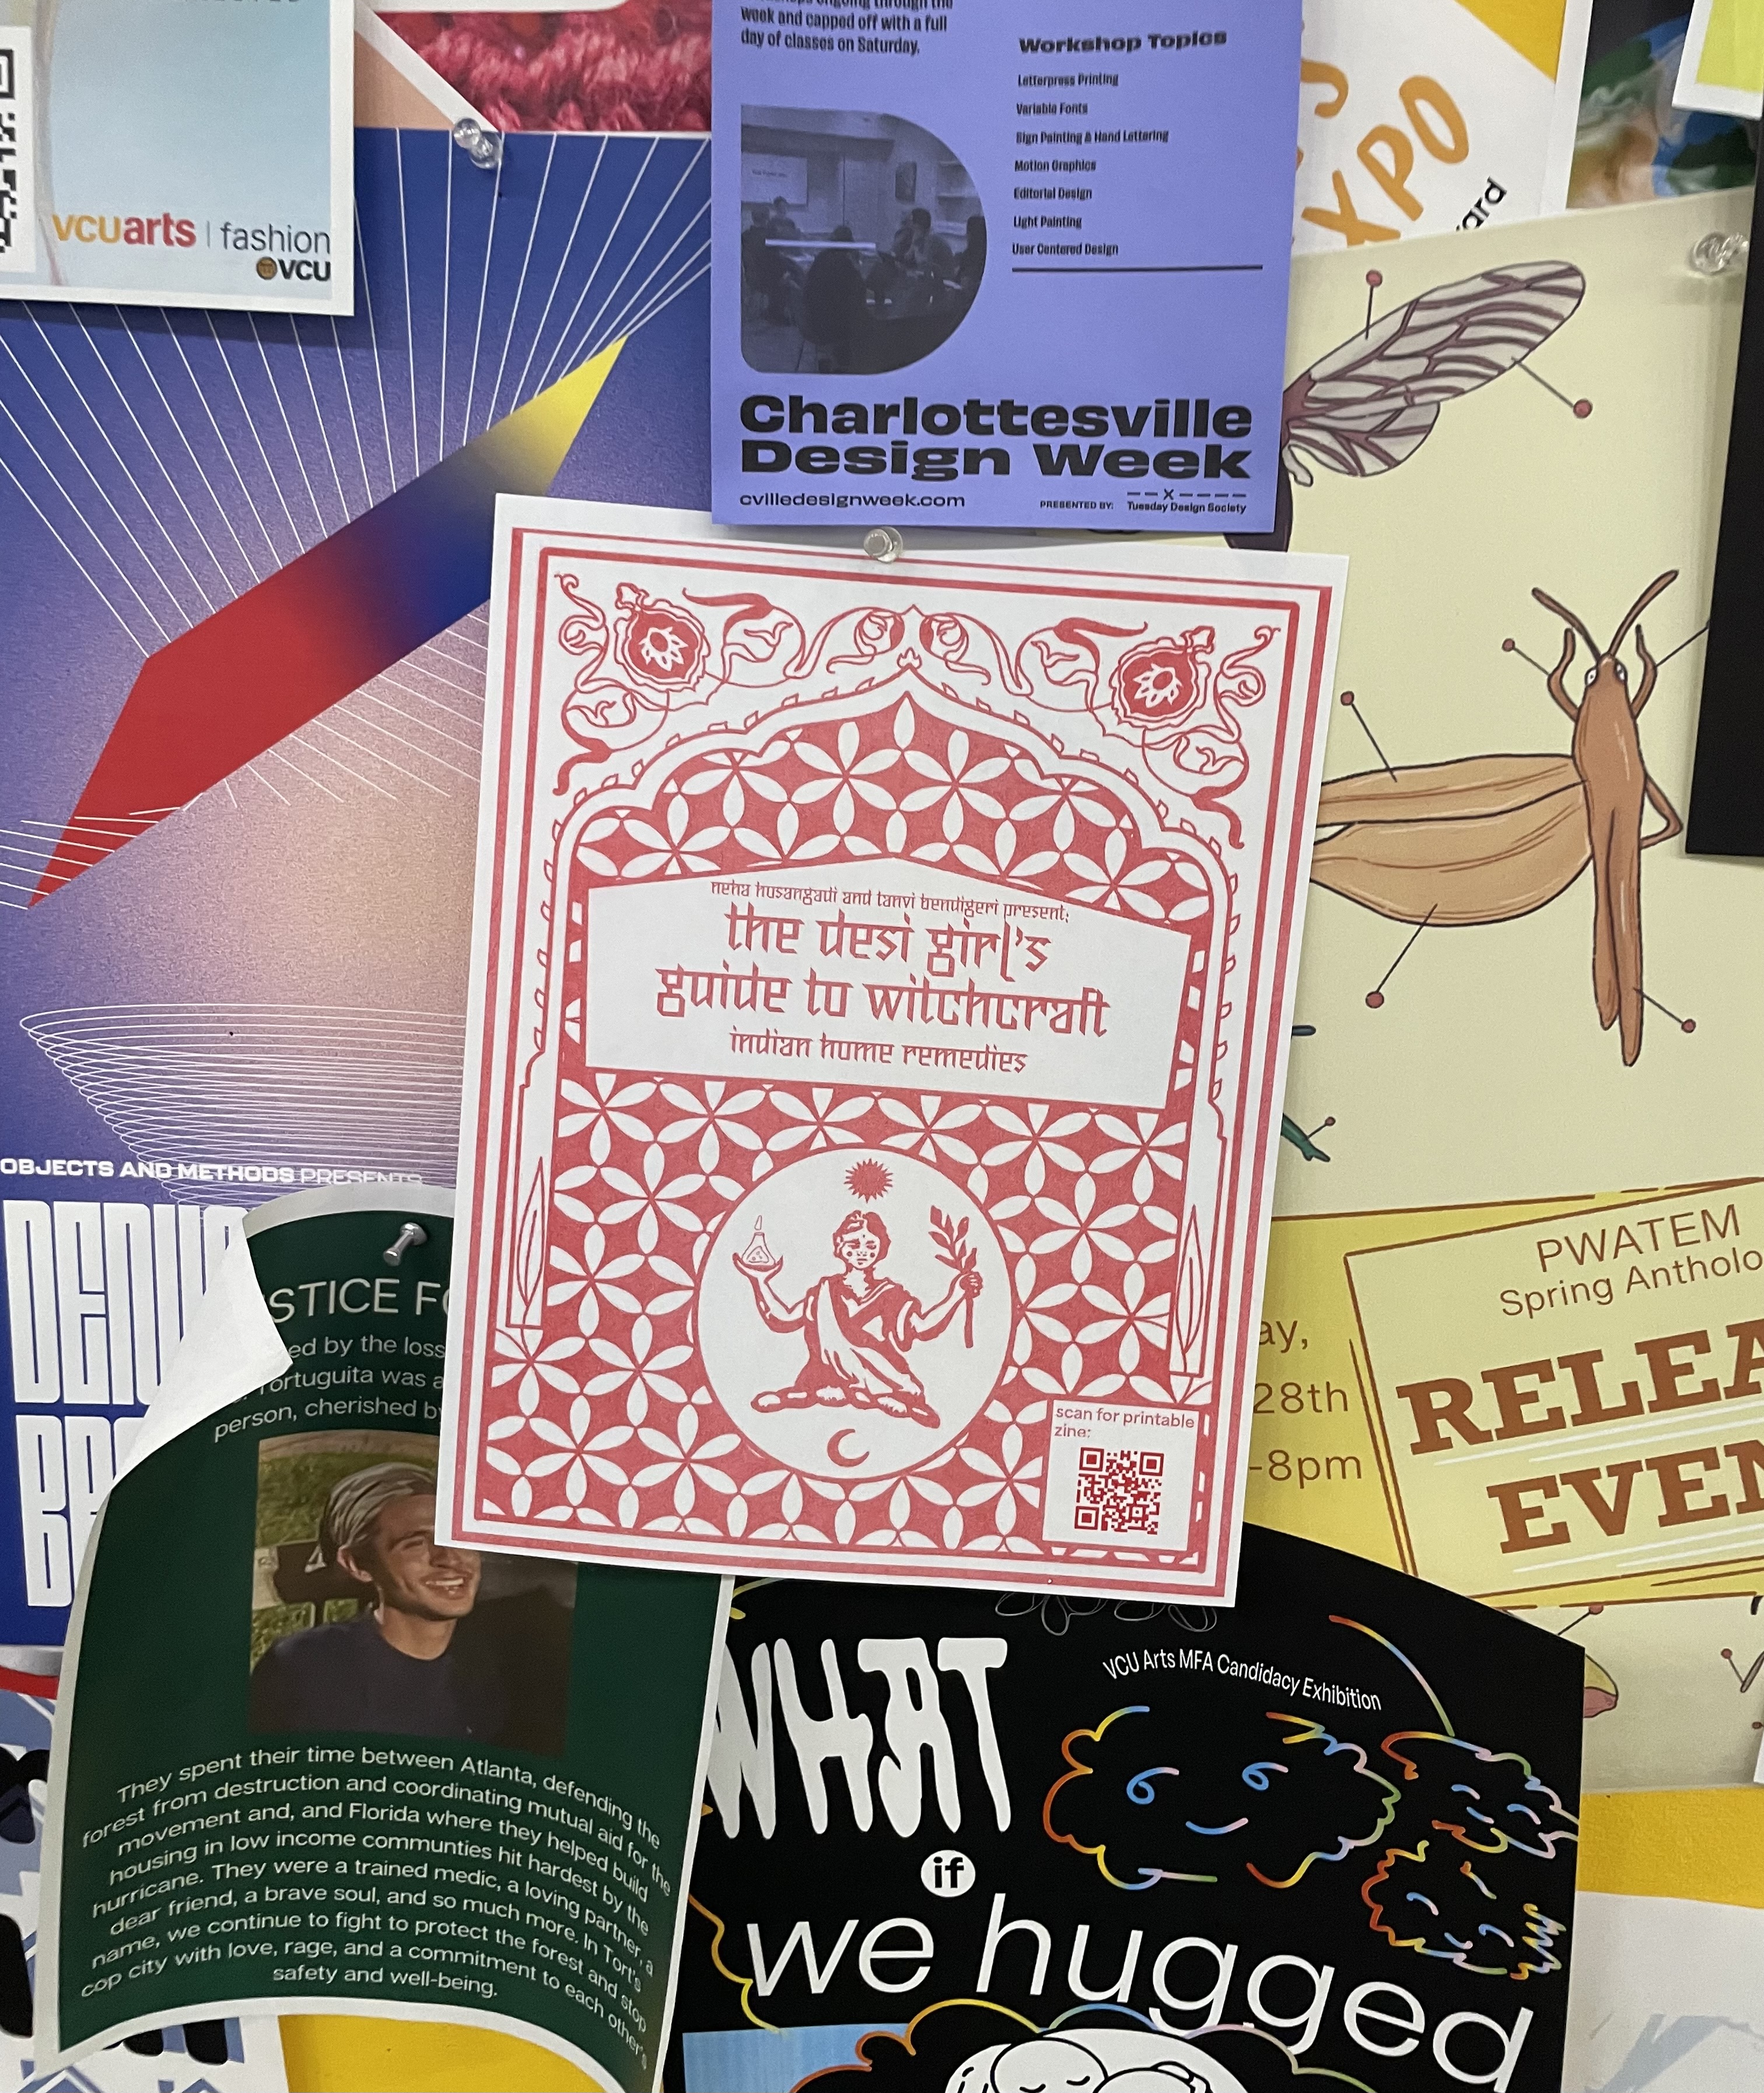 vcuarts | fashion
VCU
week and capped off with a full
day of classes on Saturday.
Workshop Topics
Letterpress Printing
Variable Fonts
Sign Painting & Hand Lettering
Motion Graphics
Editorial Design
Light Painting
User Centered Design
Charlottesville
Design Week
cvilledesignweek.com
PRESENTED BY:
Tuesday Design Society
XPO
ard
neha husangadi and tanvi bendigeri present:
the desi girl's
guide to witchcraft
indian home remedies
scan for printable
zine:
OBJECTS AND METHODS PRESENTS
STICE FO
ed by the loss
Tortuguita was a
person, cherished by
They spent their time between Atlanta, defending the
forest from destruction and coordinating mutual aid for the
movement and, and Florida where they helped build
housing in low income communties hit hardest by the
hurricane. They were a trained medic, a loving partner, a
dear friend, a brave soul, and so much more. In Tort's
name, we continue to fight to protect the forest and stop
cop city with love, rage, and a commitment to each other's
safety and well-being.
ay,
28th
-8pm
PWATEM
Spring Antholo
RELEA
EVEN
VCU Arts MFA Candidacy Exhibition
WHAT
if
we hugged